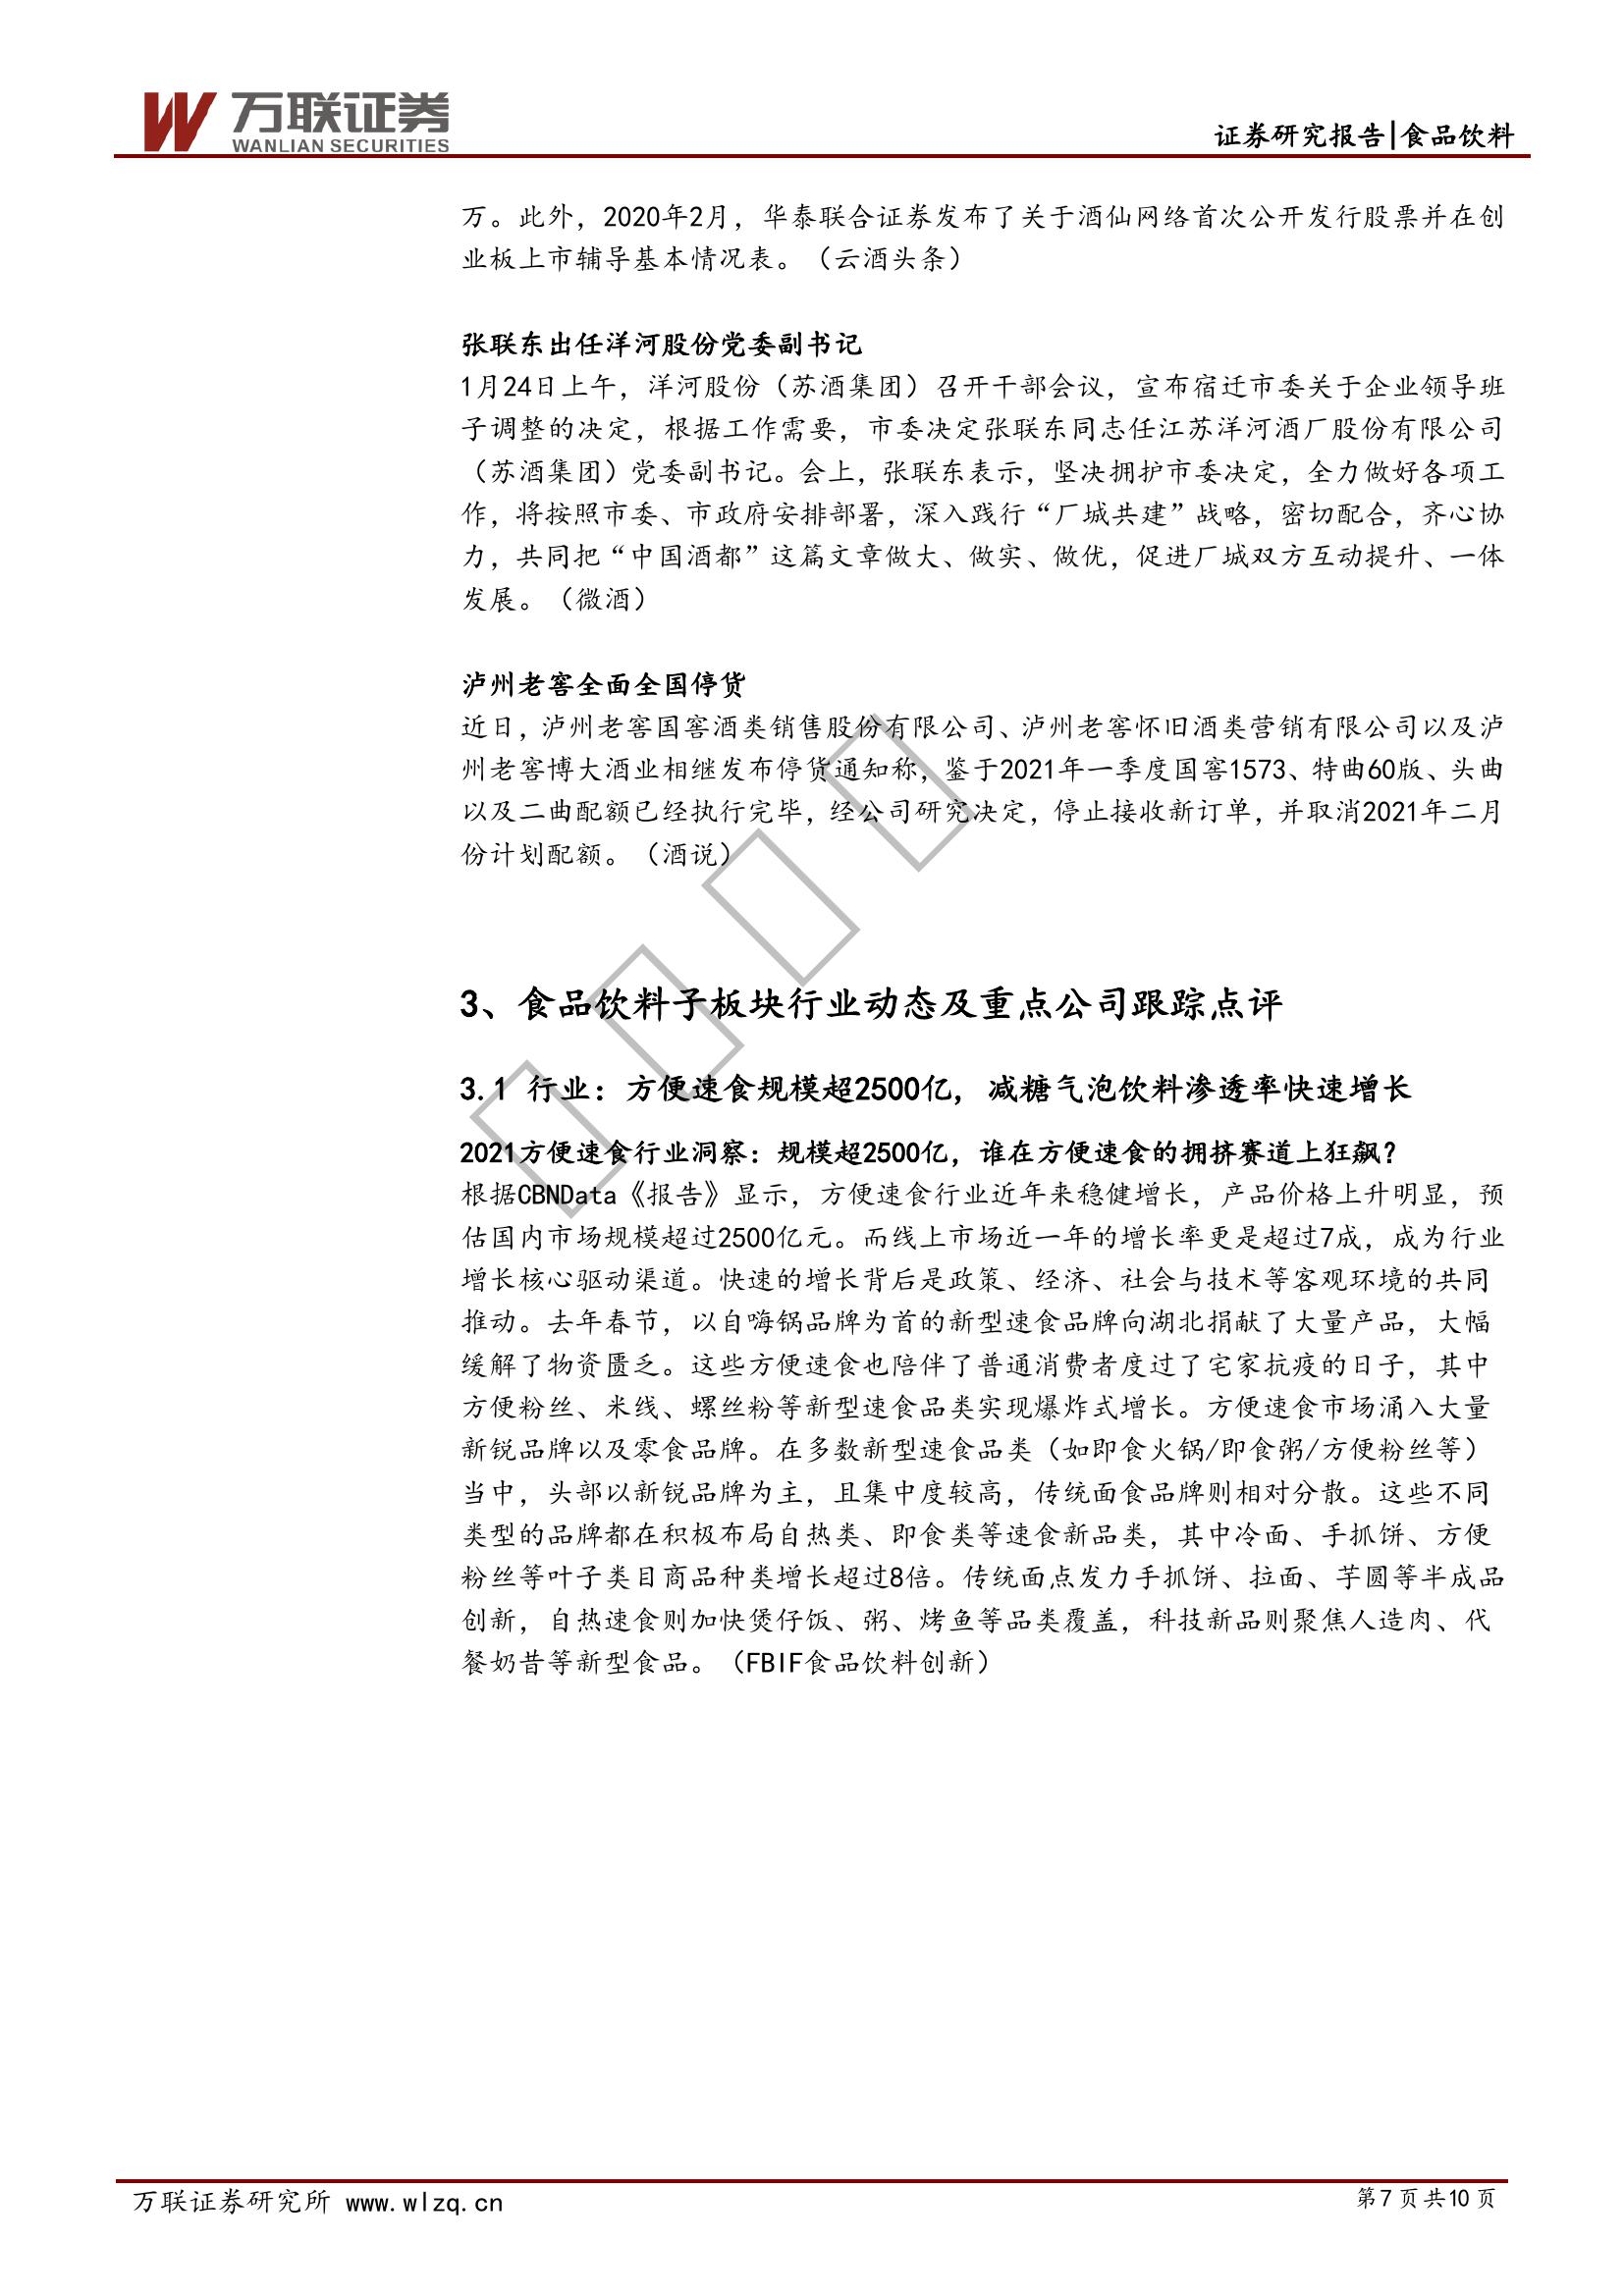 万联证券
WANLIAN SECURITIES
证券研究报告|食品饮料
万。此外，2020年2月，华泰联合证券发布了关于酒仙网络首次公开发行股票并在创
业板上市辅导基本情况表。（云酒头条）
张联东出任洋河股份党委副书记
1月24日上午，洋河股份（苏酒集团）召开干部会议，宣布宿迁市委关于企业领导班
子调整的决定，根据工作需要，市委决定张联东同志任江苏洋河酒厂股份有限公司
（苏酒集团）党委副书记。会上，张联东表示，坚决拥护市委决定，全力做好各项工
作，将按照市委、市政府安排部署，深入践行“厂城共建”战略，密切配合，齐心协
力，共同把“中国酒都”这篇文章做大、做实、做优，促进厂城双方互动提升、一体
发展。（微酒）
泸州老窖全面全国停货
近日，泸州老窖国窖酒类销售股份有限公司、泸州老窖怀旧酒类营销有限公司以及泸
州老窖博大酒业相继发布停货通知称，鉴于2021年一季度国窖1573、特曲60版、头曲
以及二曲配额已经执行完毕，经公司研究决定，停止接收新订单，并取消2021年二月
份计划配额。（酒说）
3、食品饮料子板块行业动态及重点公司跟踪点评
3.1 行业：方便速食规模超2500亿，减糖气泡饮料渗透率快速增长
2021方便速食行业洞察：规模超2500亿，谁在方便速食的拥挤赛道上狂飙？
根据CBNData《报告》显示，方便速食行业近年来稳健增长，产品价格上升明显，预
估国内市场规模超过2500亿元。而线上市场近一年的增长率更是超过7成，成为行业
增长核心驱动渠道。快速的增长背后是政策、经济、社会与技术等客观环境的共同
推动。去年春节，以自嗨锅品牌为首的新型速食品牌向湖北捐献了大量产品，大幅
缓解了物资匮乏。这些方便速食也陪伴了普通消费者度过了宅家抗疫的日子，其中
方便粉丝、米线、螺丝粉等新型速食品类实现爆炸式增长。方便速食市场涌入大量
新锐品牌以及零食品牌。在多数新型速食品类（如即食火锅/即食粥/方便粉丝等）
当中，头部以新锐品牌为主，且集中度较高，传统面食品牌则相对分散。这些不同
类型的品牌都在积极布局自热类、即食类等速食新品类，其中冷面、手抓饼、方便
粉丝等叶子类目商品种类增长超过8倍。传统面点发力手抓饼、拉面、芋圆等半成品
创新，自热速食则加快煲仔饭、粥、烤鱼等品类覆盖，科技新品则聚焦人造肉、代
餐奶昔等新型食品。（FBIF食品饮料创新）
万联证券研究所 www.wlzq.cn
第7页共10页